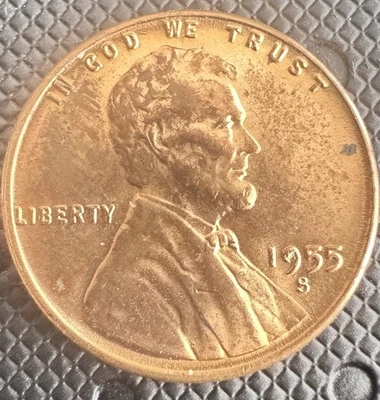 IN GOD WE TRUST
LIBERTY
1955
S